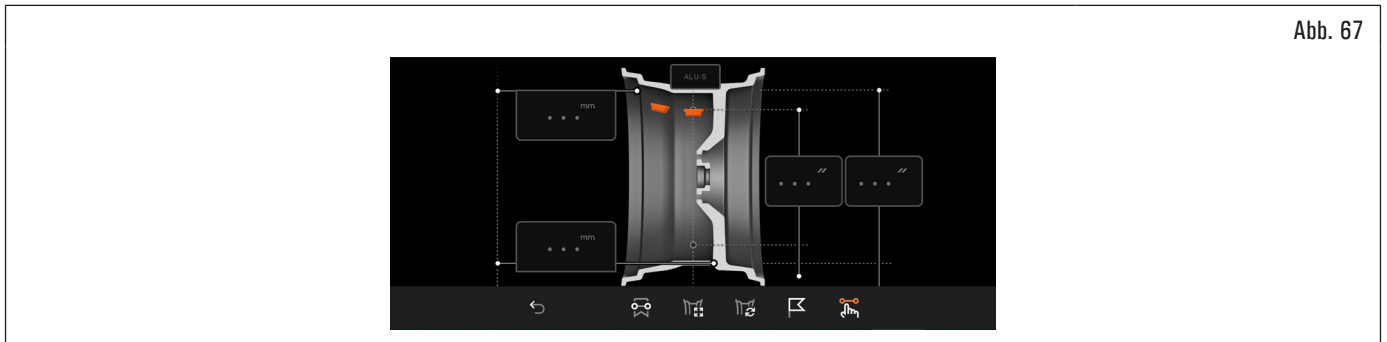 Abb. 67
ALU-S
mm
. . .
. . . "
. . . "
mm
. . .